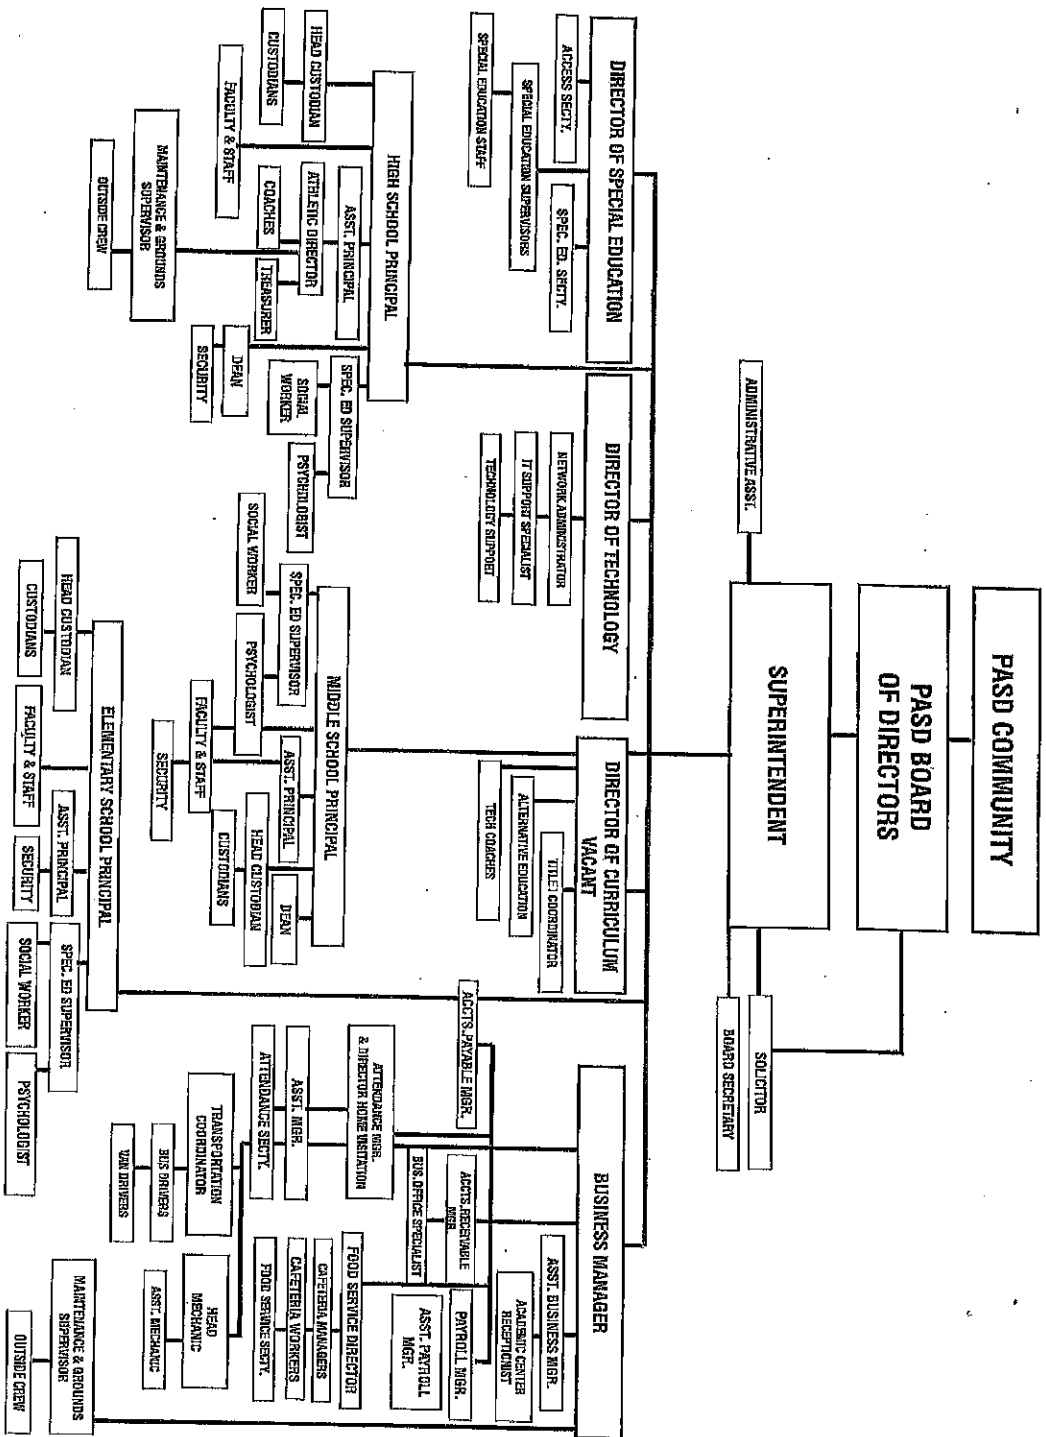 PASD COMMUNITY
PASD BOARD
OF DIRECTORS
SUPERINTENDENT
ADMINISTRATIVE ASST.
SOLICITOR
BOARD SECRETARY
DIRECTOR OF SPECIAL EDUCATION
ACCESS SECTY.
SPEC. ED. SECTY.
SPECIAL EDUCATION SUPERVISORS
SPECIAL EDUCATION STAFF
DIRECTOR OF TECHNOLOGY
NETWORK ADMINISTRATOR
IT SUPPORT SPECIALIST
TECHNOLOGY SUPPORT
DIRECTOR OF CURRICULUM
VACANT
TITLE I COORDINATOR
ALTERNATIVE EDUCATION
TECH COACHES
BUSINESS MANAGER
ASST. BUSINESS MGR.
ACADEMIC CENTER
RECEPTIONIST
ACCTS.PAYABLE MGR.
ACCTS.RECEIVABLE
MGR.
BUS.OFFICE SPECIALIST
PAYROLL MGR.
ASST. PAYROLL
MGR.
ATTENDANCE MGR.
& DIRECTOR HOME VISITATION
ASST. MGR.
ATTENDANCE SECTY.
FOOD SERVICE DIRECTOR
CAFETERIA MANAGERS
CAFETERIA WORKERS
FOOD SERVICE SECTY.
TRANSPORTATION
COORDINATOR
BUS DRIVERS
VAN DRIVERS
HEAD
MECHANIC
ASST. MECHANIC
MAINTENANCE & GROUNDS
SUPERVISOR
OUTSIDE CREW
HIGH SCHOOL PRINCIPAL
HEAD CUSTODIAN
CUSTODIANS
FACULTY & STAFF
ASST. PRINCIPAL
ATHLETIC DIRECTOR
COACHES
TREASURER
MAINTENANCE & GROUNDS
SUPERVISOR
OUTSIDE CREW
DEAN
SECURITY
SPEC. ED SUPERVISOR
SOCIAL
WORKER
PSYCHOLOGIST
MIDDLE SCHOOL PRINCIPAL
SPEC. ED SUPERVISOR
SOCIAL WORKER
PSYCHOLOGIST
ASST. PRINCIPAL
FACULTY & STAFF
SECURITY
DEAN
HEAD CUSTODIAN
CUSTODIANS
ELEMENTARY SCHOOL PRINCIPAL
HEAD CUSTODIAN
CUSTODIANS
FACULTY & STAFF
ASST. PRINCIPAL
SECURITY
SPEC. ED SUPERVISOR
SOCIAL WORKER
PSYCHOLOGIST